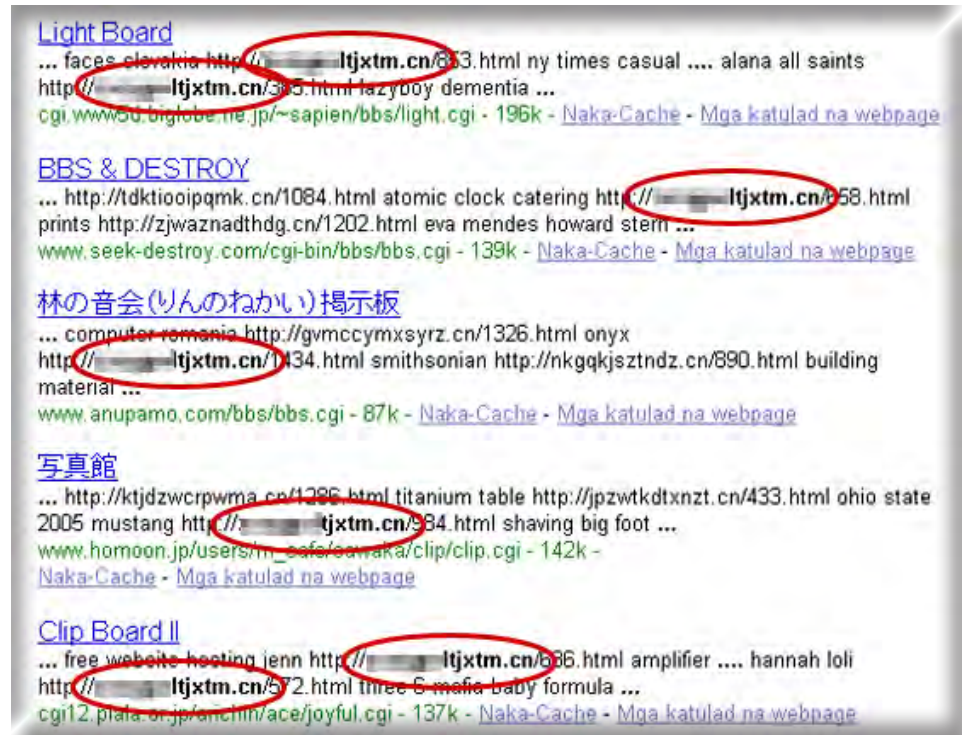 Light Board
... faces slovakia http://ltjxtm.cn/853.html ny times casual .... alana all saints
http://ltjxtm.cn/365.html lazyboy dementia ...
cgi.www5d.biglobe.ne.jp/~sapien/bbs/light.cgi - 196k - Naka-Cache - Mga katulad na webpage
BBS & DESTROY
... http://tdktiooipqmk.cn/1084.html atomic clock catering http://ltjxtm.cn/658.html
prints http://zjwaznadthdg.cn/1202.html eva mendes howard stern ...
www.seek-destroy.com/cgi-bin/bbs/bbs.cgi - 139k - Naka-Cache - Mga katulad na webpage
林の音会(りんのねかい)掲示板
... computer romania http://gvmccymxsyrz.cn/1326.html onyx
http://ltjxtm.cn/1434.html smithsonian http://nkgqkjsztndz.cn/890.html building
material ...
www.anupamo.com/bbs/bbs.cgi - 87k - Naka-Cache - Mga katulad na webpage
写真館
... http://ktjdzwcrpwma.cn/1286.html titanium table http://jpzwtkdtxnzt.cn/433.html ohio state
2005 mustang http://tjxtm.cn/984.html shaving big foot ...
www.homoon.jp/users/m_cafe/sawaka/clip/clip.cgi - 142k -
Naka-Cache - Mga katulad na webpage
Clip Board II
... free website hosting jenn http://ltjxtm.cn/686.html amplifier .... hannah loli
http://ltjxtm.cn/572.html three 6 mafia baby formula ...
- 137k - Naka-Cache - Mga katulad na webpage